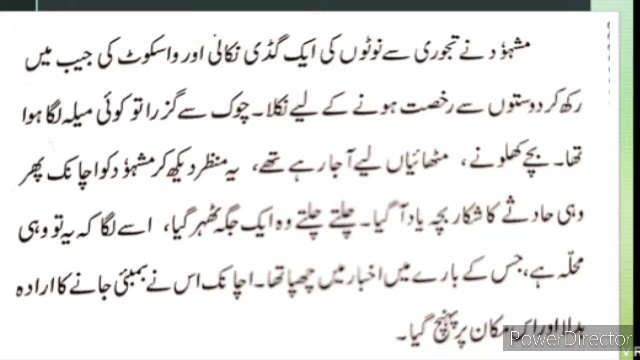 مشہوٗد نے تجوری سے نوٹوں کی ایک گڈی نکالی اور واسکوٹ کی جیب میں
رکھ کر دوستوں سے رخصت ہونے کے لیے نکلا۔ چوک سے گزرا تو کوئی میلہ لگا ہوا
تھا۔ بچے کھلونے، مٹھائیاں لیے آجا رہے تھے، یہ منظر دیکھ کر مشہوٗد کو اچانک پھر
وہی حادثے کا شکار بچہ یاد آ گیا۔ چلتے چلتے وہ ایک جگہ ٹھہر گیا، اسے لگا کہ یہ تو وہی
محلّہ ہے، جس کے بارے میں اخبار میں چھپا تھا۔ اچانک اس نے بمبئی جانے کا ارادہ
بدلا اور اس مکان پر پہنچ گیا۔
PowerDirector